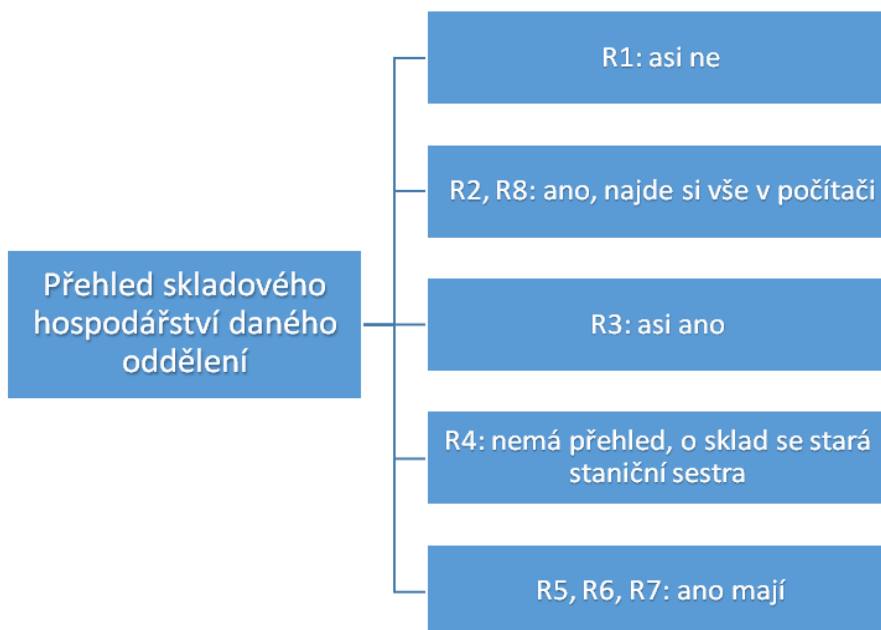 R1: asi ne
R2, R8: ano, najde si vše v počítači
Přehled skladového
hospodářství daného
oddělení
R3: asi ano
R4: nemá přehled, o sklad se stará
staniční sestra
R5, R6, R7: ano mají